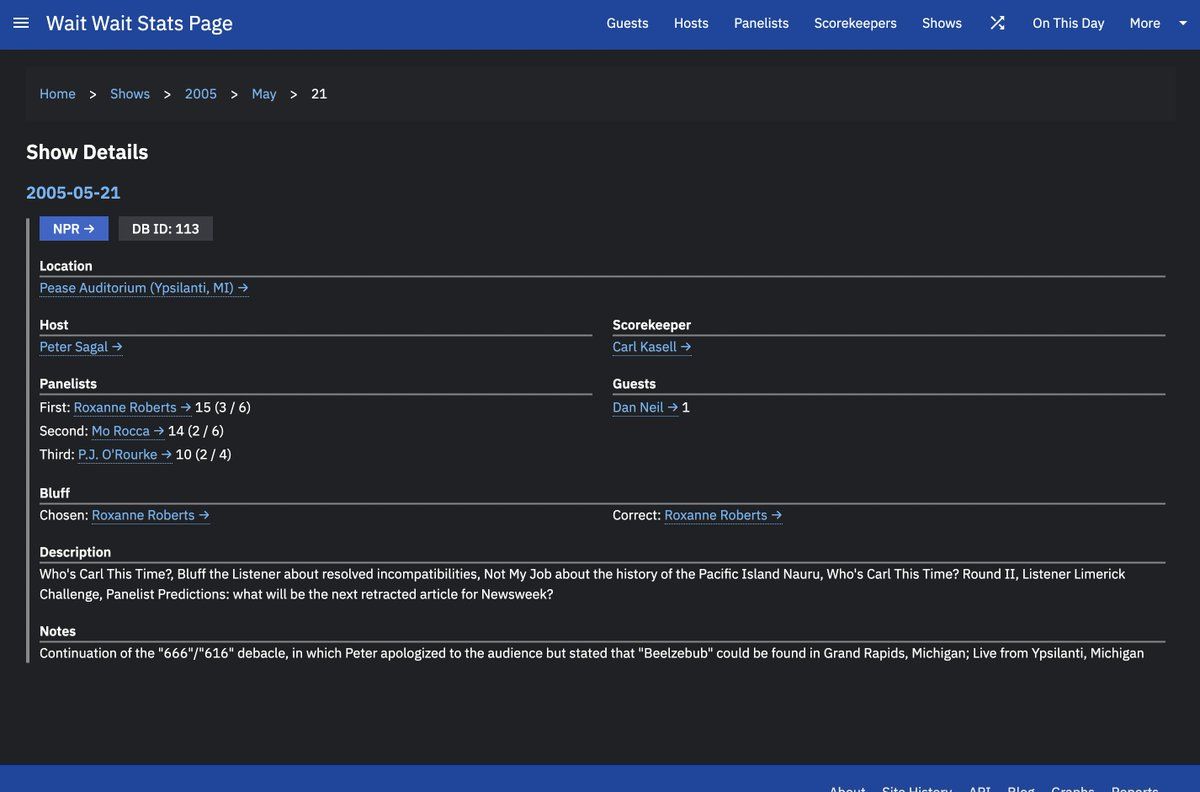 Wait Wait Stats Page
Guests Hosts Panelists Scorekeepers Shows On This Day More
Home > Shows > 2005 > May > 21
Show Details
2005-05-21
NPR → DB ID: 113
Location
Pease Auditorium (Ypsilanti, MI) →
Host
Peter Sagal →
Scorekeeper
Carl Kasell →
Panelists
First: Roxanne Roberts → 15 (3 / 6)
Second: Mo Rocca → 14 (2 / 6)
Third: P.J. O'Rourke → 10 (2 / 4)
Guests
Dan Neil → 1
Bluff
Chosen: Roxanne Roberts →
Correct: Roxanne Roberts →
Description
Who's Carl This Time?, Bluff the Listener about resolved incompatibilities, Not My Job about the history of the Pacific Island Nauru, Who's Carl This Time? Round II, Listener Limerick
Challenge, Panelist Predictions: what will be the next retracted article for Newsweek?
Notes
Continuation of the "666"/"616" debacle, in which Peter apologized to the audience but stated that "Beelzebub" could be found in Grand Rapids, Michigan; Live from Ypsilanti, Michigan
About Site History API Blog Graphs Reports